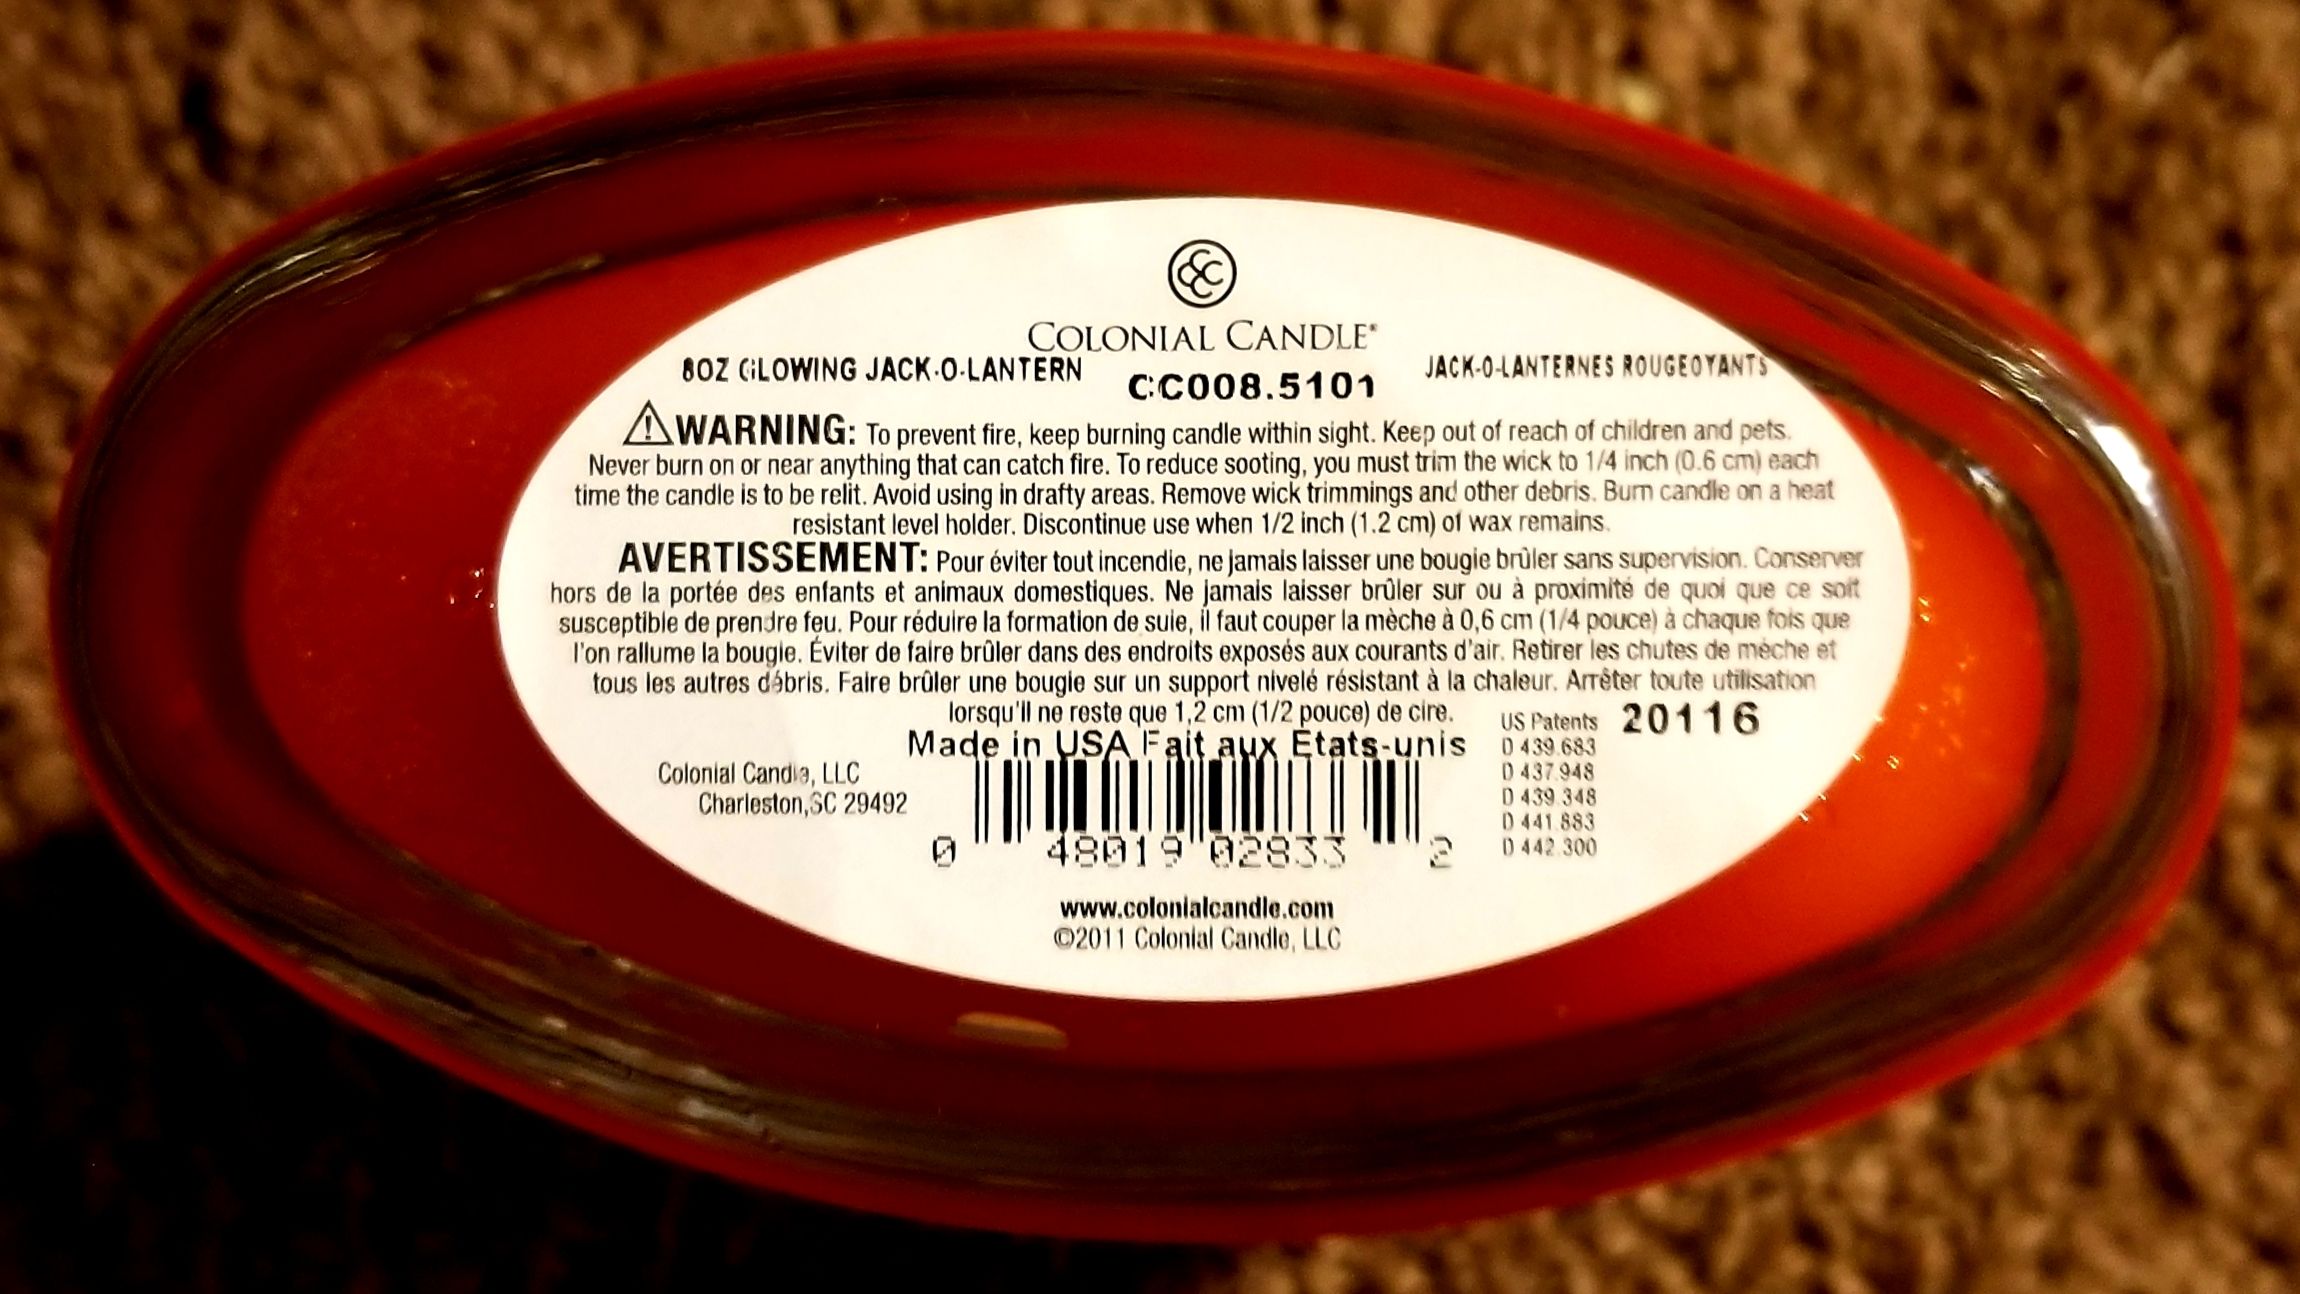 COLONIAL CANDLE®
8OZ GLOWING JACK-O-LANTERN
CC008.5101
JACK-O-LANTERNES ROUGEOYANTS
WARNING: To prevent fire, keep burning candle within sight. Keep out of reach of children and pets.
Never burn on or near anything that can catch fire. To reduce sooting, you must trim the wick to 1/4 inch (0.6 cm) each
time the candle is to be relit. Avoid using in drafty areas. Remove wick trimmings and other debris. Burn candle on a heat
resistant level holder. Discontinue use when 1/2 inch (1.2 cm) of wax remains.
AVERTISSEMENT: Pour éviter tout incendie, ne jamais laisser une bougie brûler sans supervision. Conserver
hors de la portée des enfants et animaux domestiques. Ne jamais laisser brûler sur ou à proximité de quoi que ce soit
susceptible de prendre feu. Pour réduire la formation de suie, il faut couper la mèche à 0,6 cm (1/4 pouce) à chaque fois que
l'on rallume la bougie. Éviter de faire brûler dans des endroits exposés aux courants d'air. Retirer les chutes de mèche et
tous les autres débris. Faire brûler une bougie sur un support nivelé résistant à la chaleur. Arrêter toute utilisation
lorsqu'il ne reste que 1,2 cm (1/2 pouce) de cire.
Made in USA Fait aux Etats-unis
Colonial Candle, LLC
Charleston,SC 29492
US Patents
D 439.683
D 437.948
D 439.348
D 441.883
D 442.300
20116
0 48019 02833 2
www.colonialcandle.com
©2011 Colonial Candle, LLC